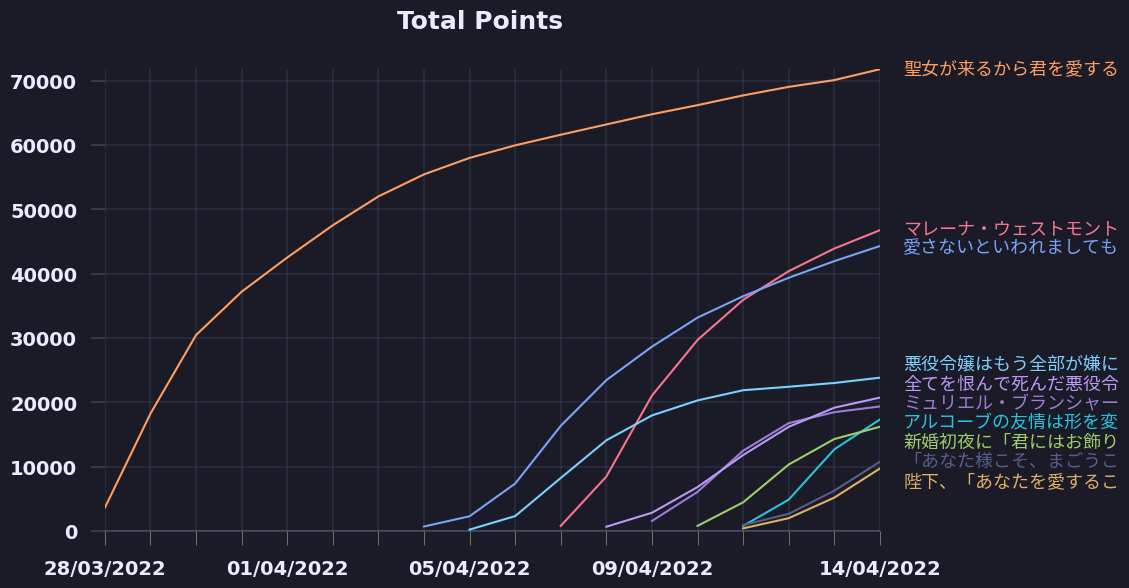 Total Points
70000
60000
50000
40000
30000
20000
10000
0
聖女が来るから君を愛する
マレーナ・ウェストモント
愛さないといわれましても
悪役令嬢はもう全部が嫌に
全てを恨んで死んだ悪役令
ミュリエル・ブランシャー
アルコーブの友情は形を変
新婚初夜に「君にはお飾り
「あなた様こそ、まごうこ
陛下、「あなたを愛するこ
28/03/2022 01/04/2022 05/04/2022 09/04/2022 14/04/2022